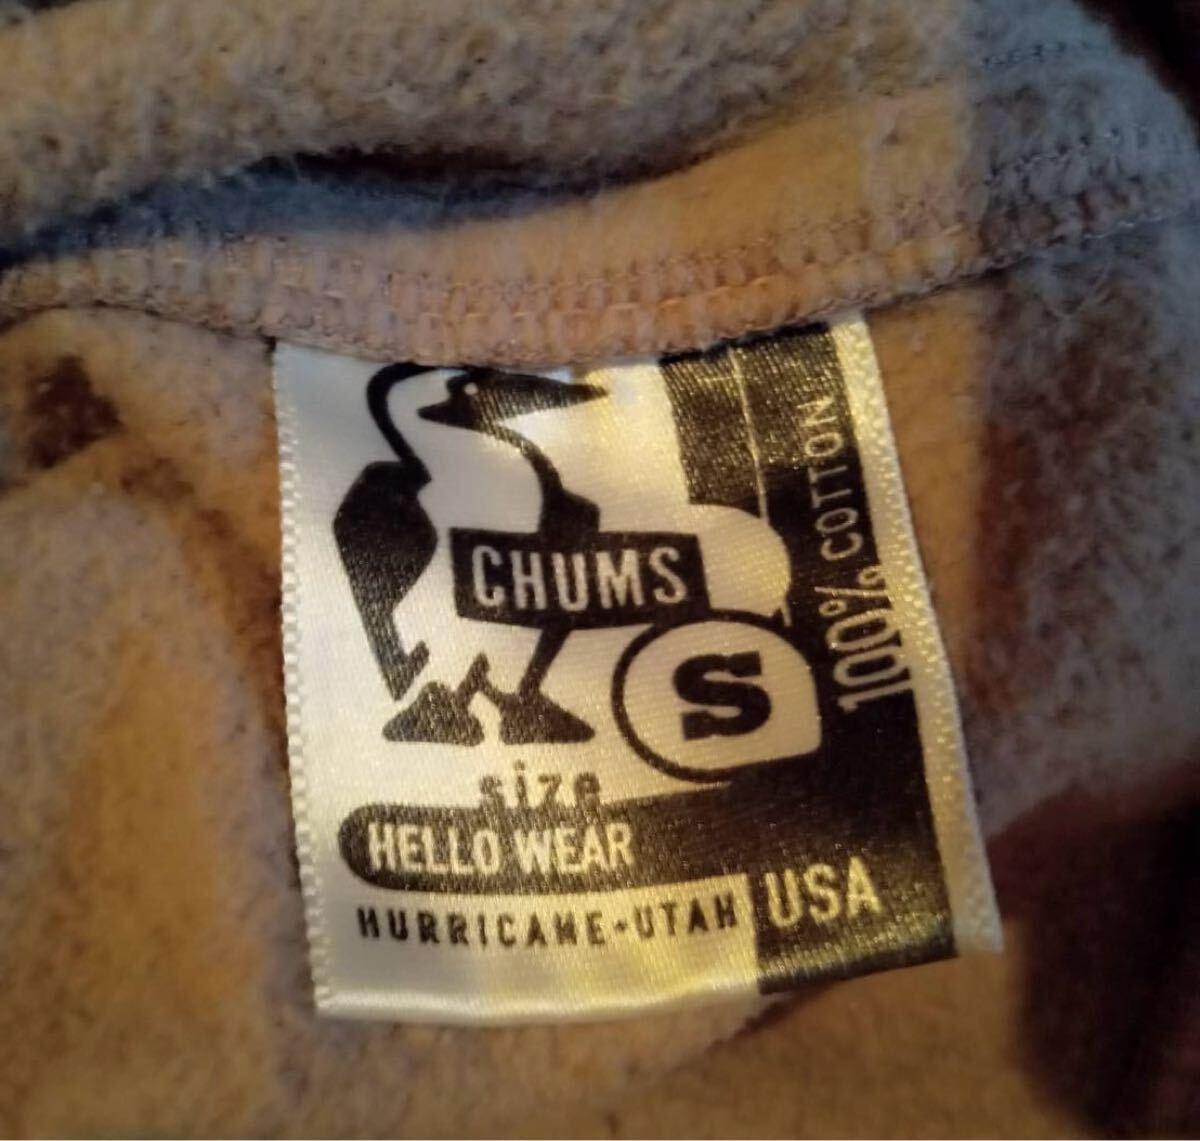 CHUMS
S
size
HELLO WEAR
HURRICANE-UTAH
USA
100% COTTON